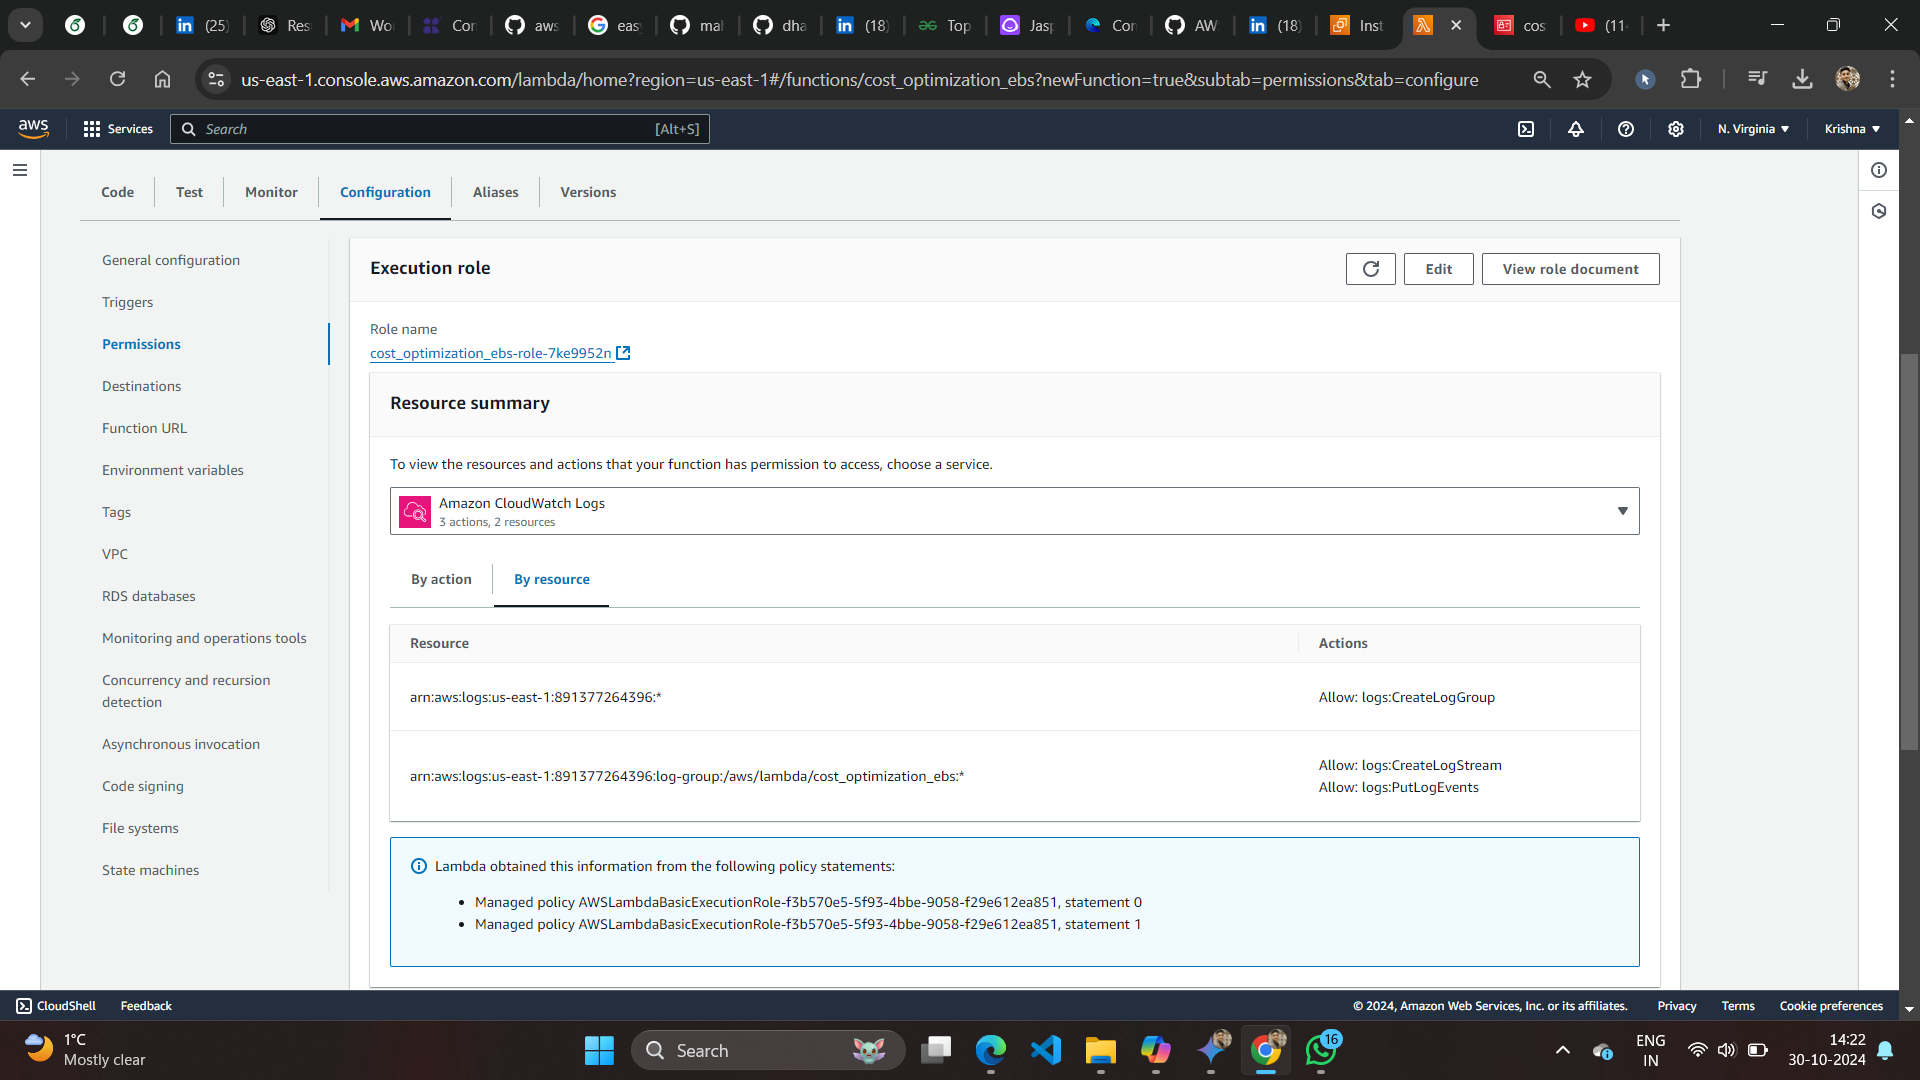 (25)
Res
Wo
Con
aws
eas
mal
dha
(18)
Top
Jasp
Con
AW
(18)
Inst
cos
(11
us-east-1.console.aws.amazon.com/lambda/home?region=us-east-1#/functions/cost_optimization_ebs?newFunction=true&subtab=permissions&tab=configure
aws
Services
Search
[Alt+S]
N. Virginia
Krishna
Code
Test
Monitor
Configuration
Aliases
Versions
General configuration
Triggers
Permissions
Destinations
Function URL
Environment variables
Tags
VPC
RDS databases
Monitoring and operations tools
Concurrency and recursion
detection
Asynchronous invocation
Code signing
File systems
State machines
Execution role
Edit
View role document
Role name
cost_optimization_ebs-role-7ke9952n
Resource summary
To view the resources and actions that your function has permission to access, choose a service.
Amazon CloudWatch Logs
3 actions, 2 resources
By action
By resource
Resource
Actions
arn:aws:logs:us-east-1:891377264396:*
Allow: logs:CreateLogGroup
arn:aws:logs:us-east-1:891377264396:log-group:/aws/lambda/cost_optimization_ebs:*
Allow: logs:CreateLogStream
Allow: logs:PutLogEvents
Lambda obtained this information from the following policy statements:
• Managed policy AWSLambdaBasicExecutionRole-f3b570e5-5f93-4bbe-9058-f29e612ea851, statement 0
• Managed policy AWSLambdaBasicExecutionRole-f3b570e5-5f93-4bbe-9058-f29e612ea851, statement 1
CloudShell
Feedback
© 2024, Amazon Web Services, Inc. or its affiliates.
Privacy
Terms
Cookie preferences
1°C
Mostly clear
Search
16
ENG
IN
14:22
30-10-2024